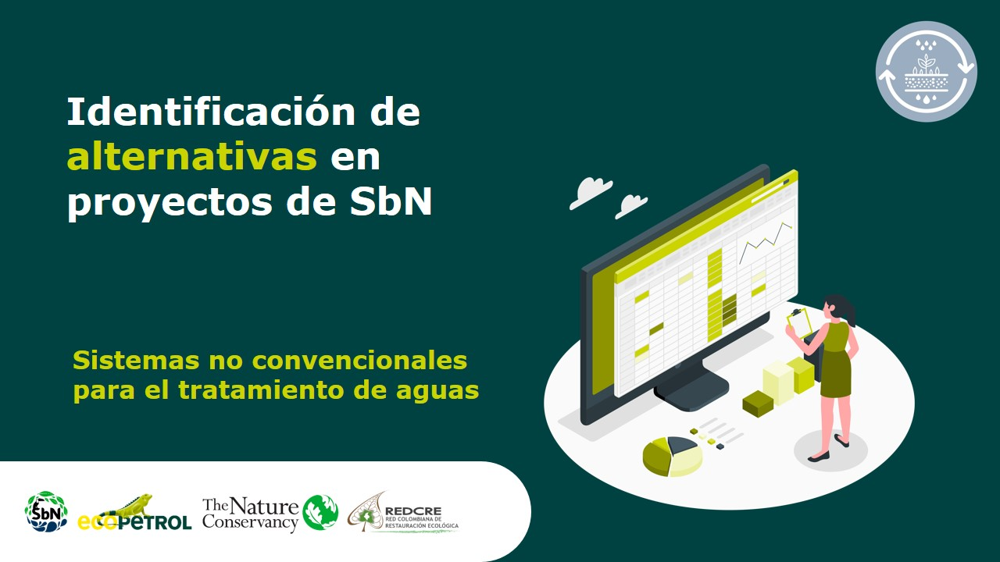 Identificación de
alternativas en
proyectos de SbN
Sistemas no convencionales
para el tratamiento de aguas
SbN
ecopetrol
The Nature
Conservancy
REDCRE
RED COLOMBIANA DE
RESTAURACIÓN ECOLÓGICA